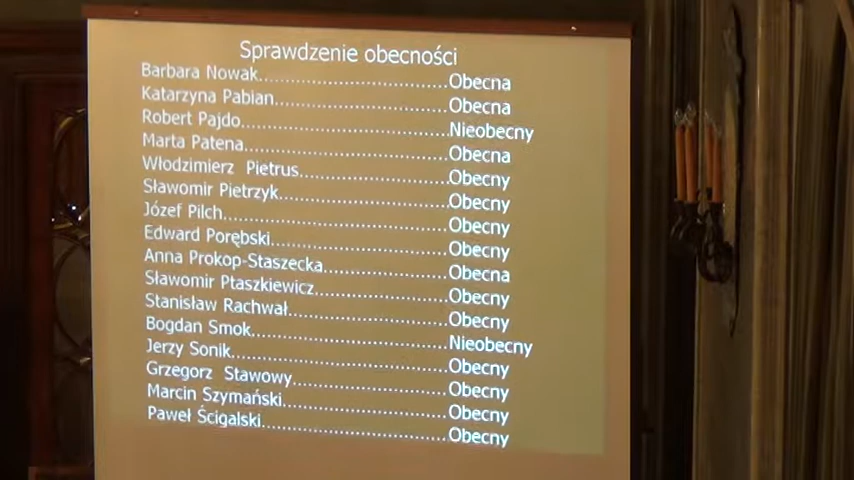 Sprawdzenie obecności
Barbara Nowak..............................Obecna
Katarzyna Pabian...........................Obecna
Robert Pajdo................................Nieobecny
Marta Patena................................Obecna
Włodzimierz Pietrus........................Obecny
Sławomir Pietrzyk..........................Obecny
Józef Pilch...................................Obecny
Edward Porębski...........................Obecny
Anna Prokop-Staszecka...................Obecna
Sławomir Ptaszkiewicz....................Obecny
Stanisław Rachwał.........................Obecny
Bogdan Smok..............................Nieobecny
Jerzy Sonik..................................Obecny
Grzegorz Stawowy........................Obecny
Marcin Szymański..........................Obecny
Paweł Ścigalski.............................Obecny